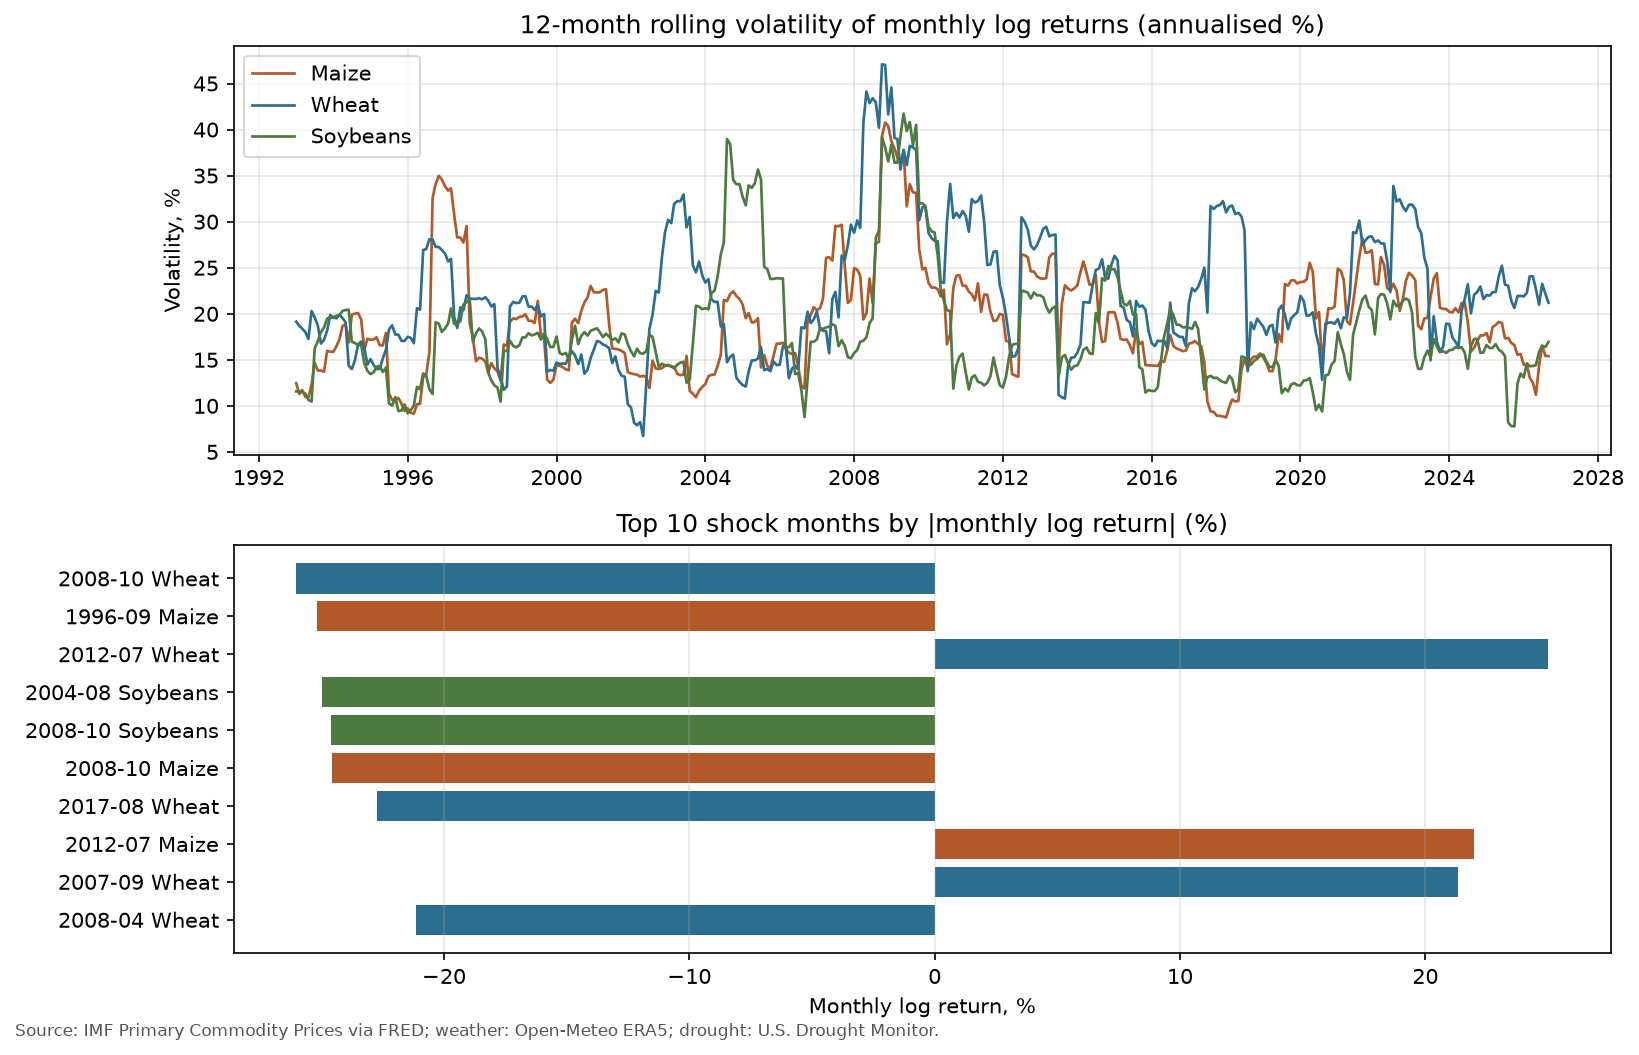 12-month rolling volatility of monthly log returns (annualised %)
Maize
Wheat
Soybeans
Volatility, %
45
40
35
30
25
20
15
10
5
1992 1996 2000 2004 2008 2012 2016 2020 2024 2028
Top 10 shock months by |monthly log return| (%)
2008-10 Wheat
1996-09 Maize
2012-07 Wheat
2004-08 Soybeans
2008-10 Soybeans
2008-10 Maize
2017-08 Wheat
2012-07 Maize
2007-09 Wheat
2008-04 Wheat
−20 −10 0 10 20
Monthly log return, %
Source: IMF Primary Commodity Prices via FRED; weather: Open-Meteo ERA5; drought: U.S. Drought Monitor.